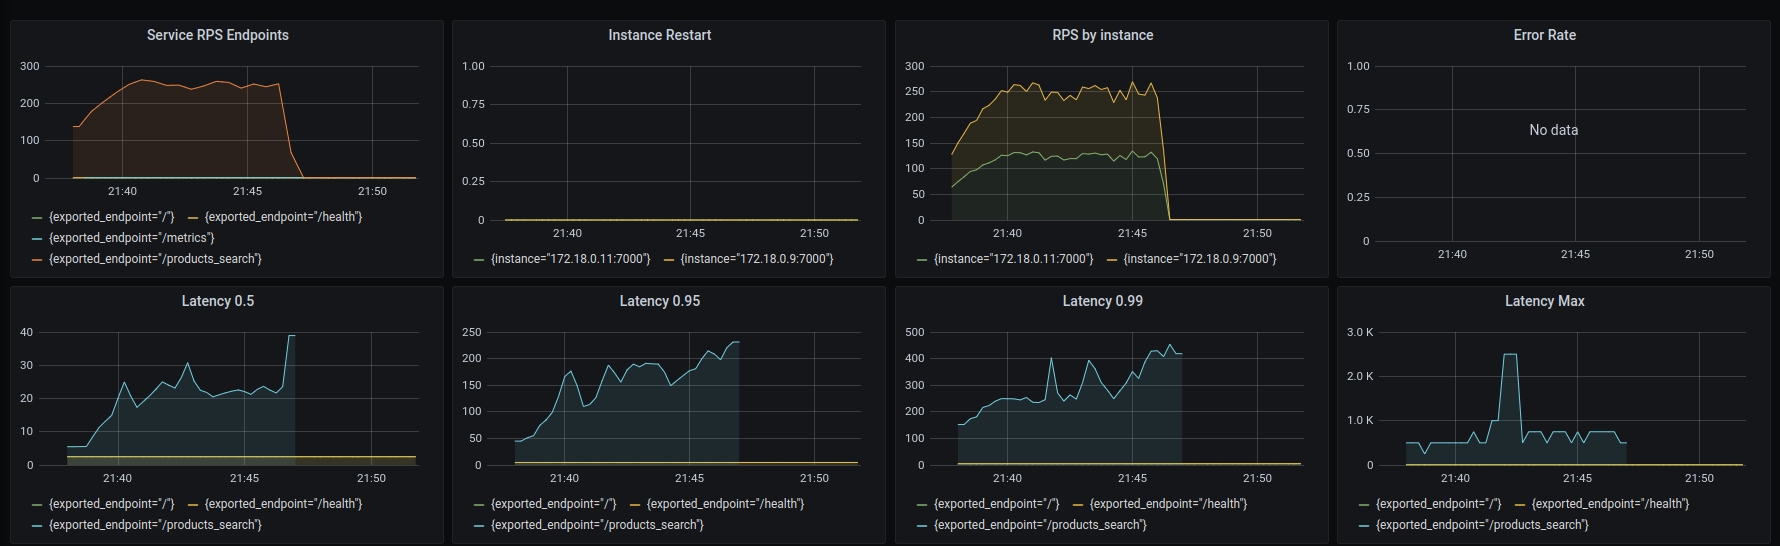 Service RPS Endpoints
300
200
100
0
21:40 21:45 21:50
{exported_endpoint="/"} {exported_endpoint="/health"}
{exported_endpoint="/metrics"}
{exported_endpoint="/products_search"}
Instance Restart
1.00
0.75
0.50
0.25
0
21:40 21:45 21:50
{instance="172.18.0.11:7000"} {instance="172.18.0.9:7000"}
RPS by instance
300
250
200
150
100
50
0
21:40 21:45 21:50
{instance="172.18.0.11:7000"} {instance="172.18.0.9:7000"}
Error Rate
1.00
0.75
No data
0.50
0.25
0
21:40 21:45 21:50
Latency 0.5
40
30
20
10
0
21:40 21:45 21:50
{exported_endpoint="/"} {exported_endpoint="/health"}
{exported_endpoint="/products_search"}
Latency 0.95
250
200
150
100
50
0
21:40 21:45 21:50
{exported_endpoint="/"} {exported_endpoint="/health"}
{exported_endpoint="/products_search"}
Latency 0.99
500
400
300
200
100
0
21:40 21:45 21:50
{exported_endpoint="/"} {exported_endpoint="/health"}
{exported_endpoint="/products_search"}
Latency Max
3.0 K
2.0 K
1.0 K
0
21:40 21:45 21:50
{exported_endpoint="/"} {exported_endpoint="/health"}
{exported_endpoint="/products_search"}